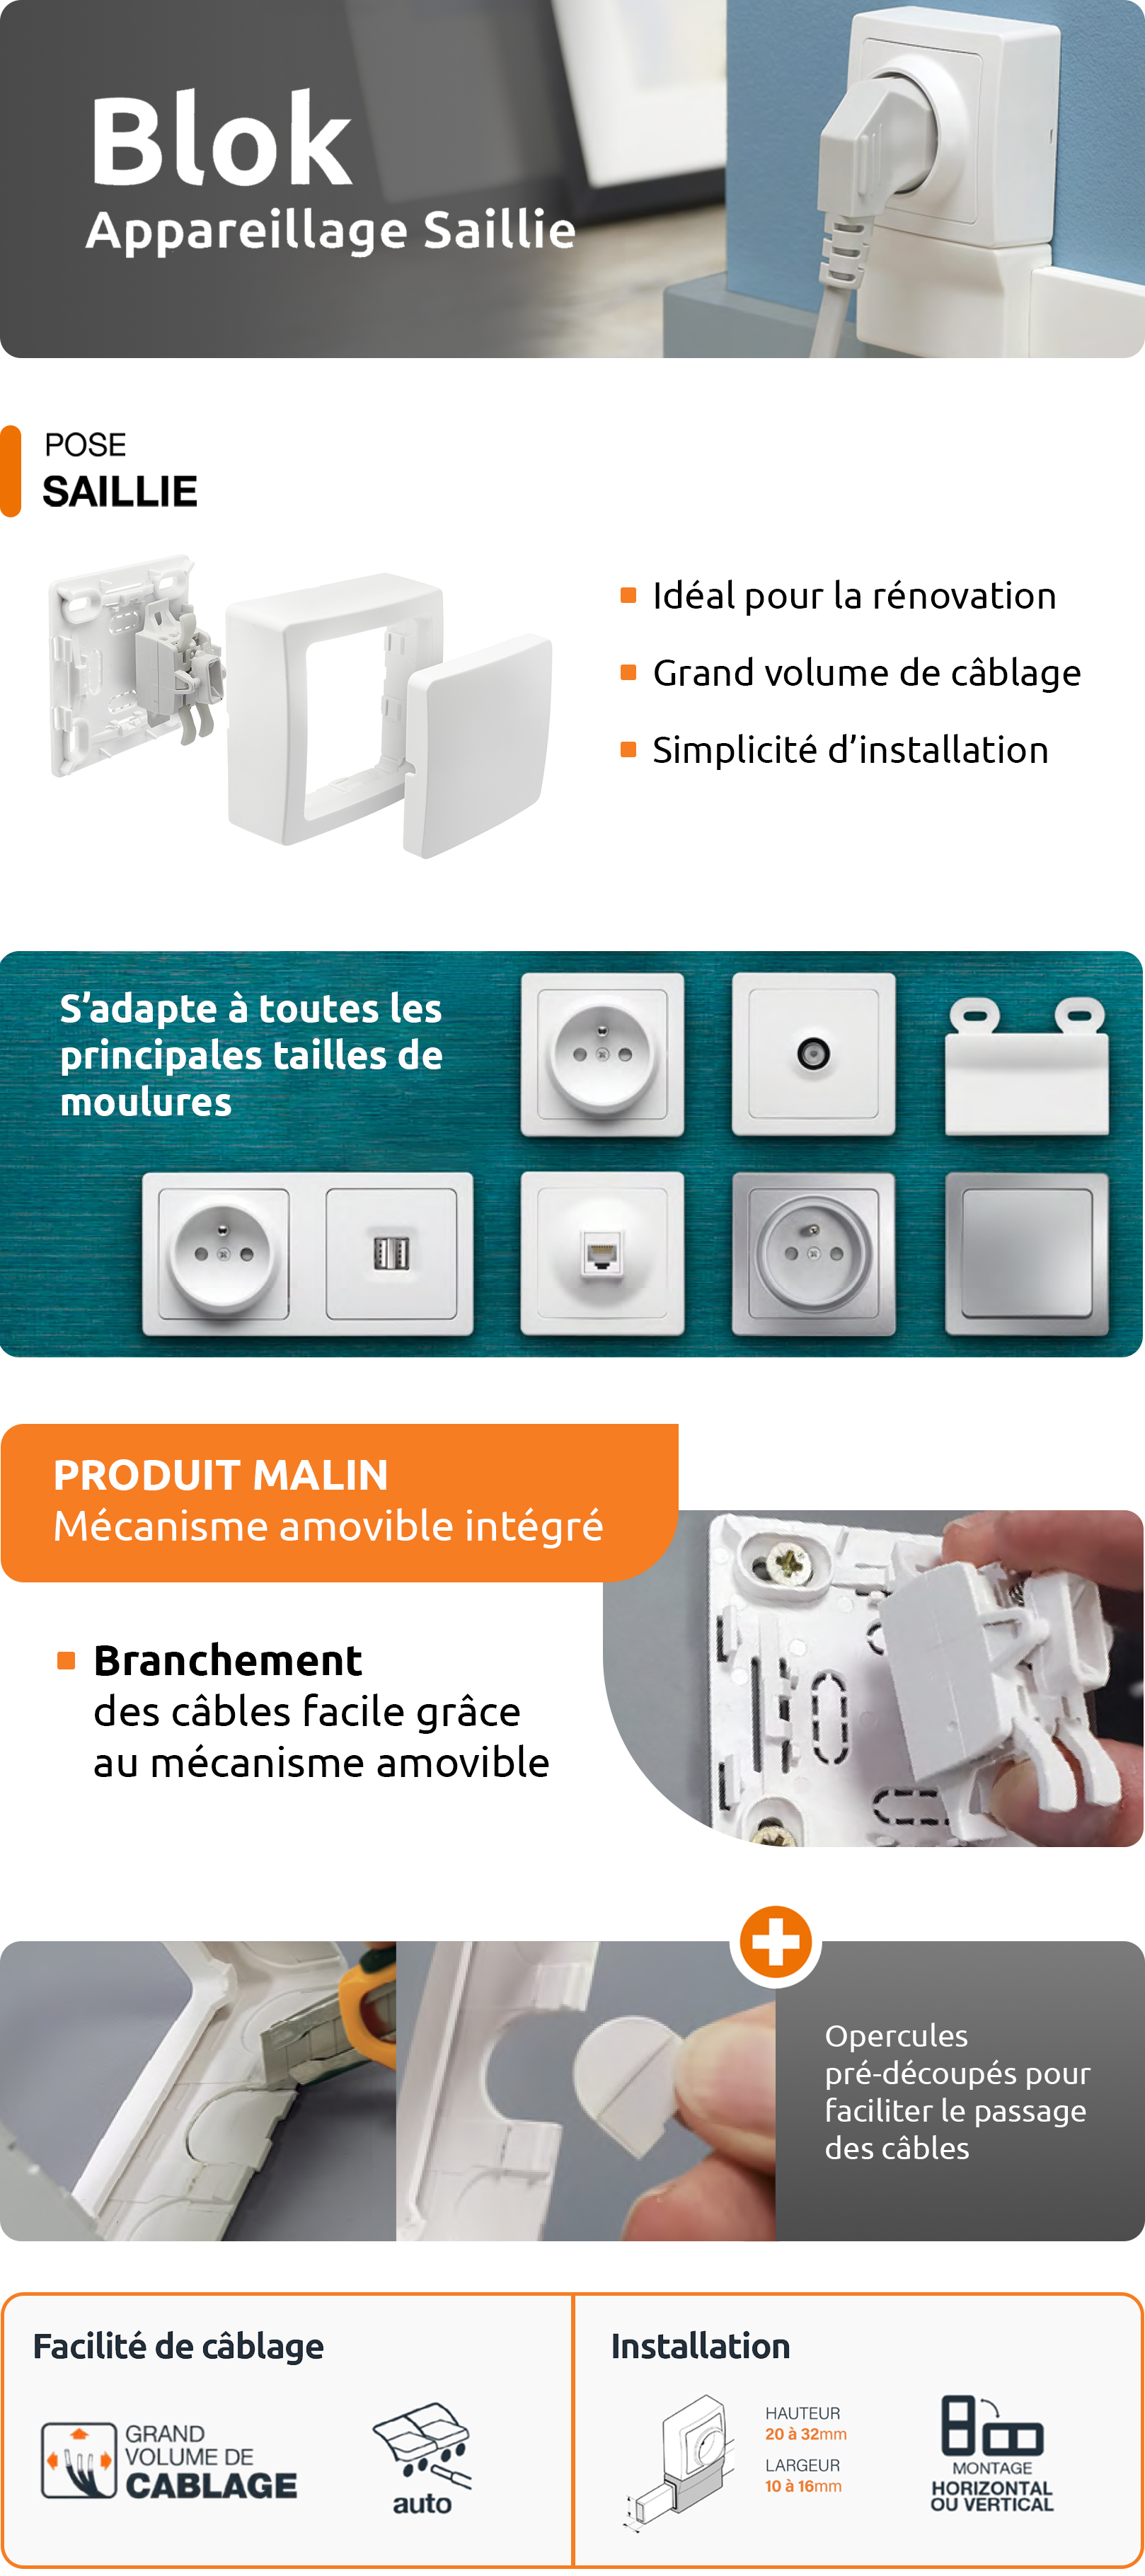 Blok
Appareillage Saillie
POSE
SAILLIE
Idéal pour la rénovation
Grand volume de câblage
Simplicité d’installation
S’adapte à toutes les
principales tailles de
moulures
PRODUIT MALIN
Mécanisme amovible intégré
Branchement
des câbles facile grâce
au mécanisme amovible
Opercules
pré-découpés pour
faciliter le passage
des câbles
Facilité de câblage
GRAND
VOLUME DE
CABLAGE
auto
Installation
HAUTEUR
20 à 32mm
LARGEUR
10 à 16mm
MONTAGE
HORIZONTAL
OU VERTICAL